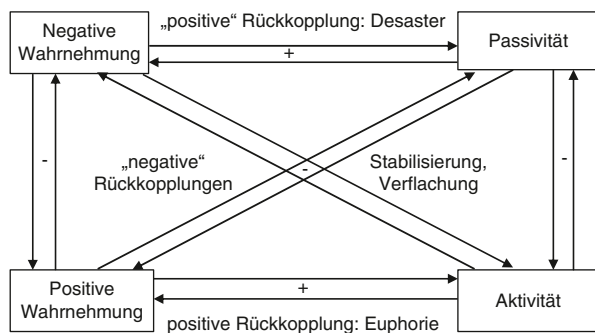 „positive“ Rückkopplung: Desaster
Negative
Wahrnehmung
Passivität
+
-
-
„negative“
Rückkopplungen
-
Stabilisierung,
Verflachung
Positive
Wahrnehmung
+
Aktivität
positive Rückkopplung: Euphorie